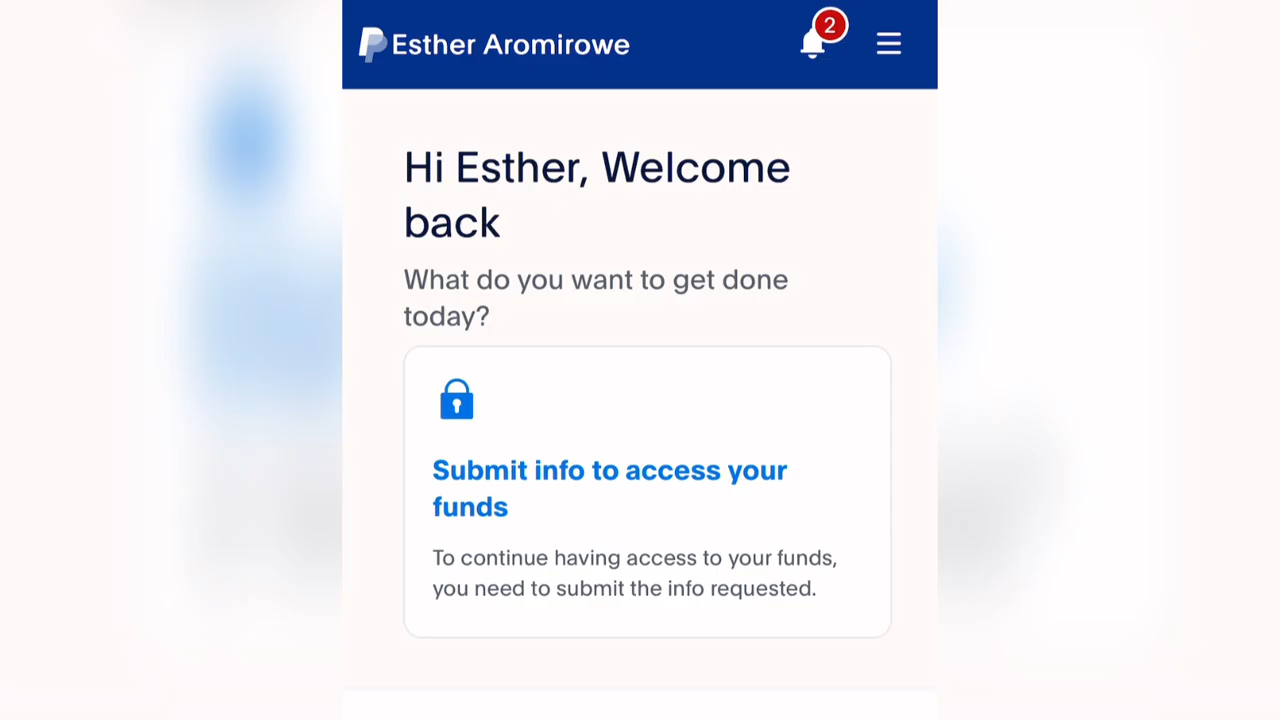 Esther Aromirowe
2
Hi Esther, Welcome
back
What do you want to get done
today?
Submit info to access your
funds
To continue having access to your funds,
you need to submit the info requested.